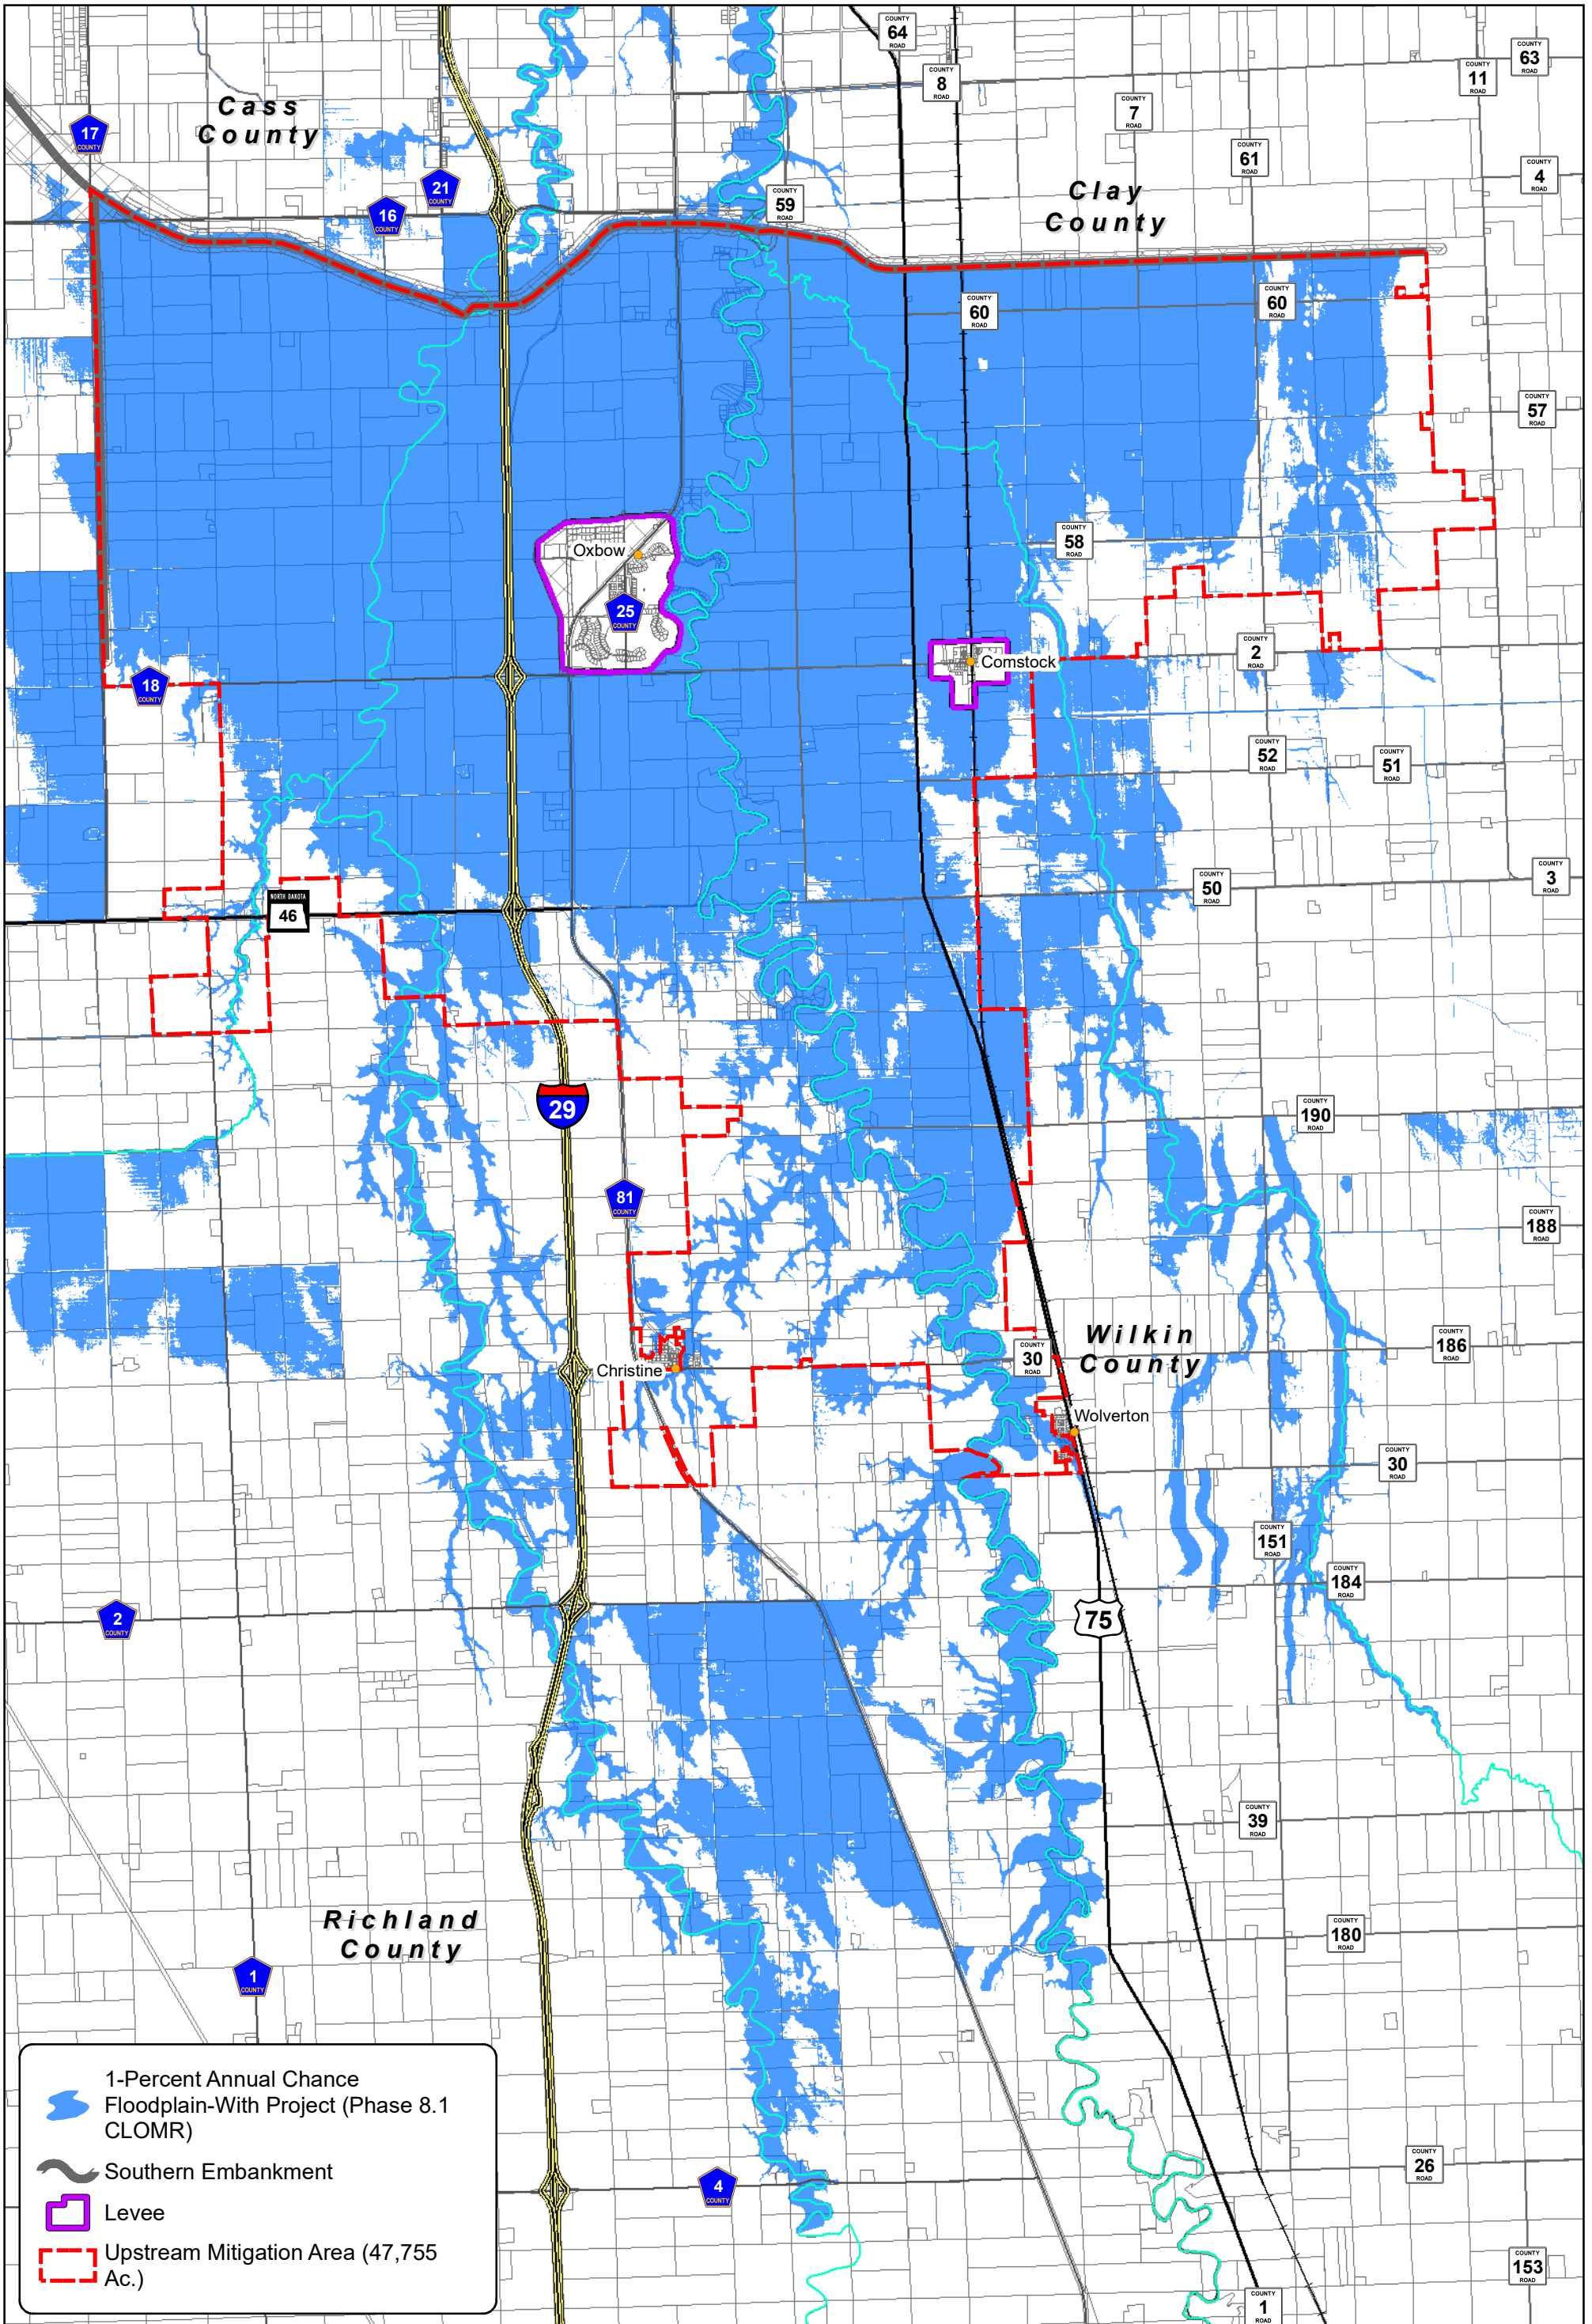 COUNTY
64
ROAD
COUNTY
8
ROAD
COUNTY
63
ROAD
COUNTY
11
ROAD
COUNTY
7
ROAD
Cass
County
17
COUNTY
COUNTY
61
ROAD
COUNTY
4
ROAD
21
COUNTY
16
COUNTY
COUNTY
59
ROAD
Clay
County
COUNTY
60
ROAD
COUNTY
60
ROAD
COUNTY
57
ROAD
COUNTY
58
ROAD
Oxbow
25
COUNTY
COUNTY
2
ROAD
Comstock
18
COUNTY
COUNTY
52
ROAD
COUNTY
51
ROAD
COUNTY
50
ROAD
COUNTY
3
ROAD
NORTH DAKOTA
46
29
COUNTY
190
ROAD
81
COUNTY
COUNTY
188
ROAD
Wilkin
County
COUNTY
30
ROAD
COUNTY
186
ROAD
Christine
Wolverton
COUNTY
30
ROAD
COUNTY
151
ROAD
COUNTY
184
ROAD
2
COUNTY
75
COUNTY
39
ROAD
Richland
County
COUNTY
180
ROAD
1
COUNTY
COUNTY
26
ROAD
4
COUNTY
COUNTY
153
ROAD
COUNTY
1
ROAD
1-Percent Annual Chance
Floodplain-With Project (Phase 8.1
CLOMR)
Southern Embankment
Levee
Upstream Mitigation Area (47,755
Ac.)